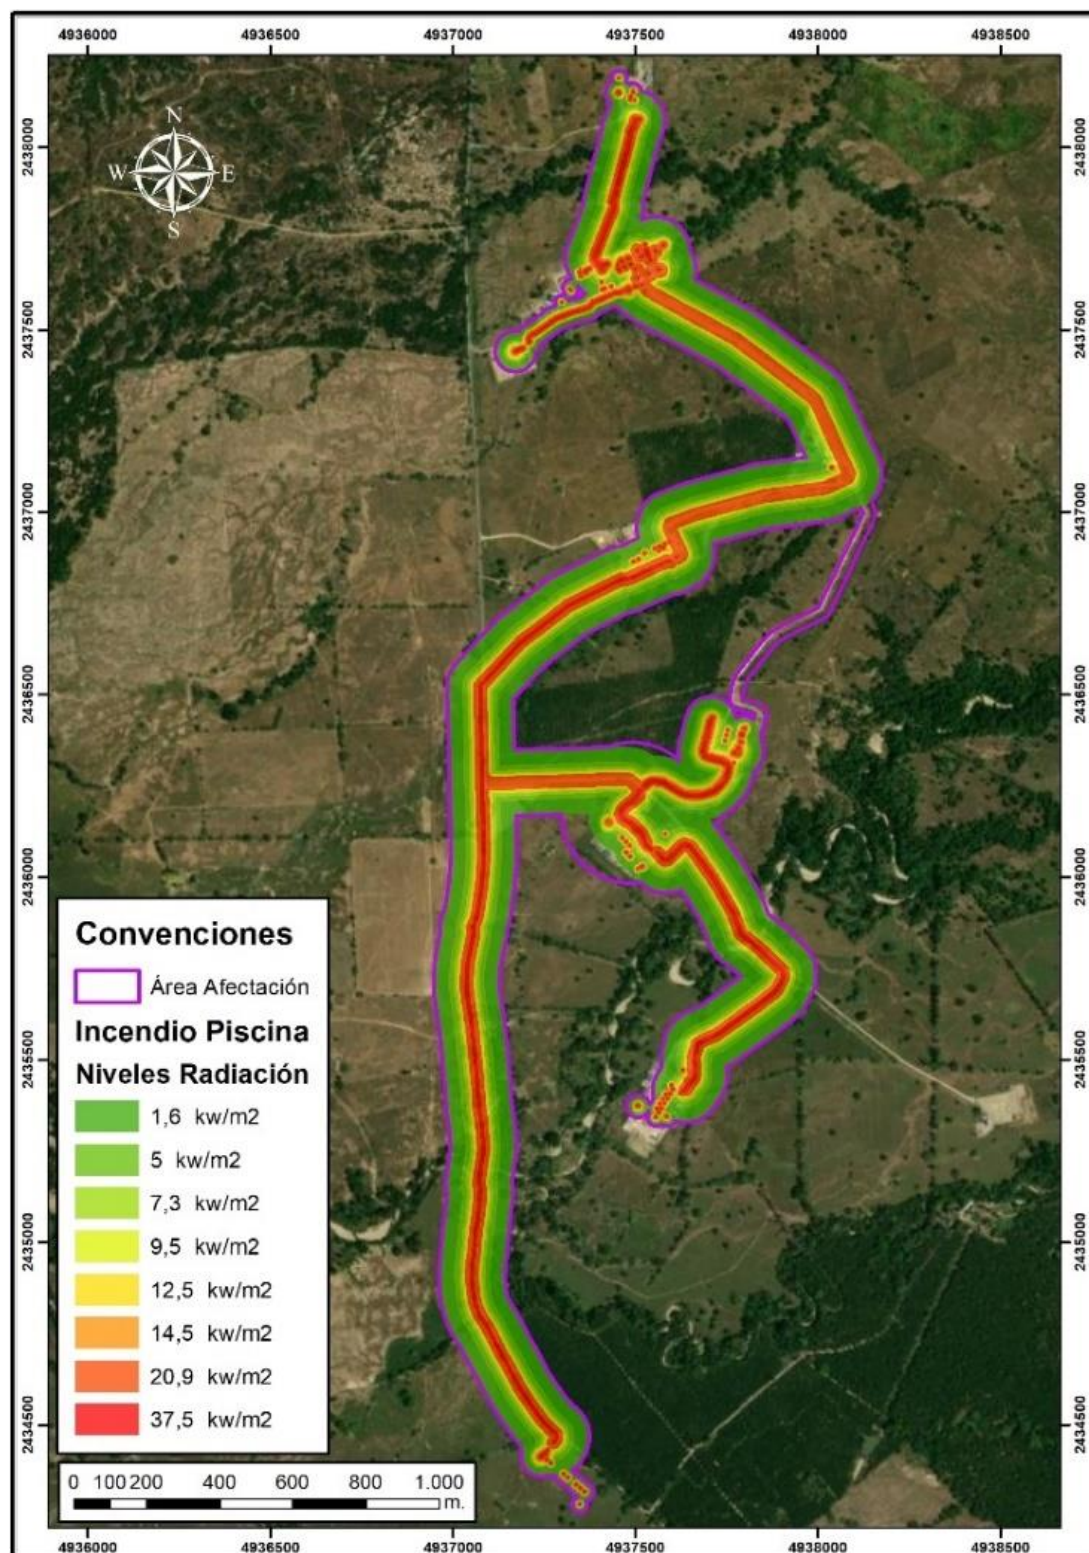 4936000 4936500 4937000 4937500 4938000 4938500
N
W E
S
2438000 2438000
2437500 2437500
2437000 2437000
2436500 2436500
2436000 2436000
2435500 2435500
2435000 2435000
2434500 2434500
Convenciones
Área Afectación
Incendio Piscina
Niveles Radiación
1,6 kw/m2
5 kw/m2
7,3 kw/m2
9,5 kw/m2
12,5 kw/m2
14,5 kw/m2
20,9 kw/m2
37,5 kw/m2
0 100 200 400 600 800 1.000
m.
4936000 4936500 4937000 4937500 4938000 4938500